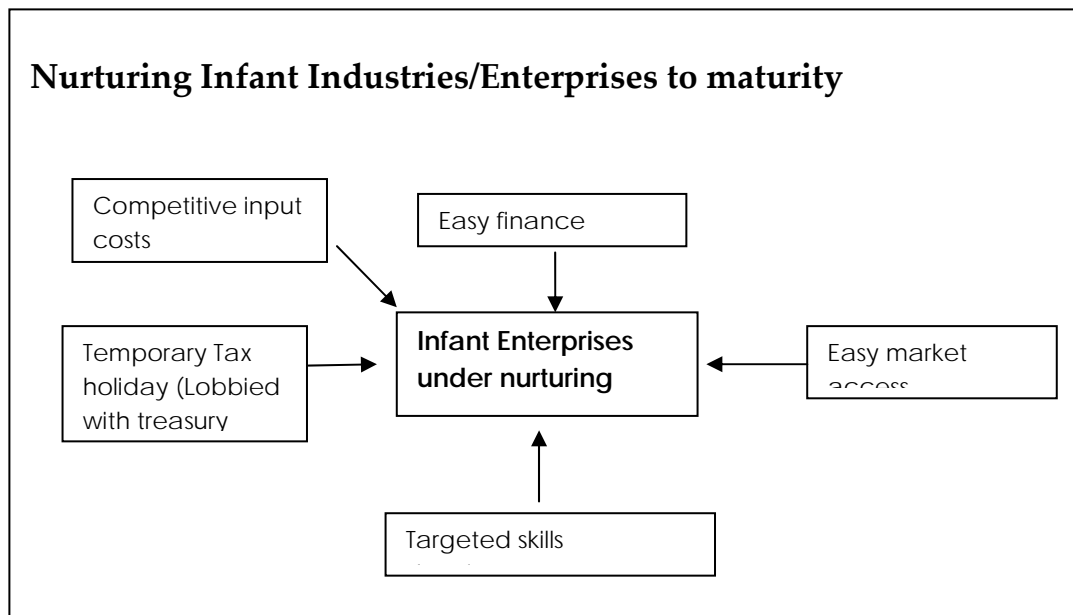 Nurturing Infant Industries/Enterprises to maturity
Competitive input
costs
Easy finance
Temporary Tax
holiday (Lobbied
with treasury
Infant Enterprises
under nurturing
Easy market
access
Targeted skills